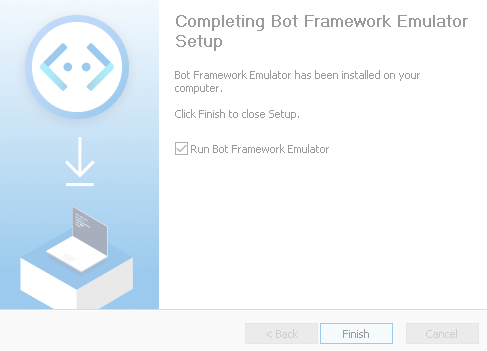 Completing Bot Framework Emulator
Setup
Bot Framework Emulator has been installed on your
computer.
Click Finish to close Setup.
Run Bot Framework Emulator
< Back
Finish
Cancel